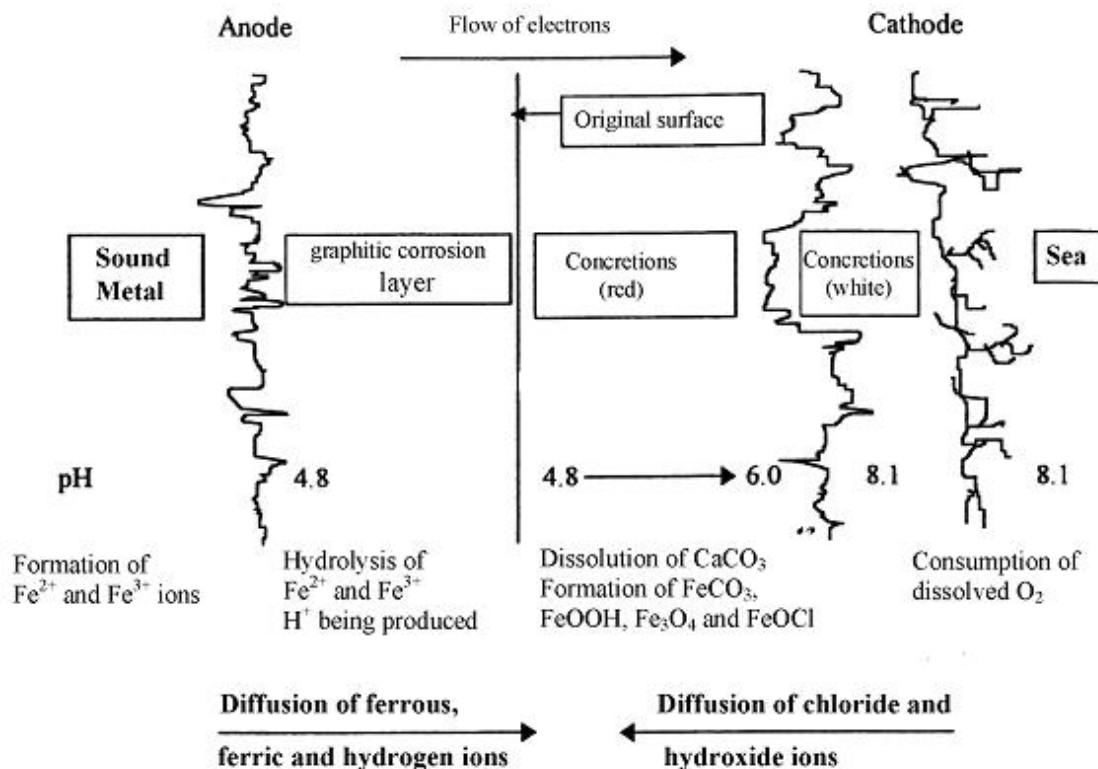 Anode
Flow of electrons
Cathode
Original surface
Sound
Metal
graphitic corrosion
layer
Concretions
(red)
Concretions
(white)
Sea
pH
4.8
4.8
6.0
8.1
8.1
Formation of
Fe²⁺ and Fe³⁺ ions
Hydrolysis of
Fe²⁺ and Fe³⁺
H⁺ being produced
Dissolution of CaCO₃
Formation of FeCO₃,
FeOOH, Fe₃O₄ and FeOCl
Consumption of
dissolved O₂
Diffusion of ferrous,
ferric and hydrogen ions
Diffusion of chloride and
hydroxide ions